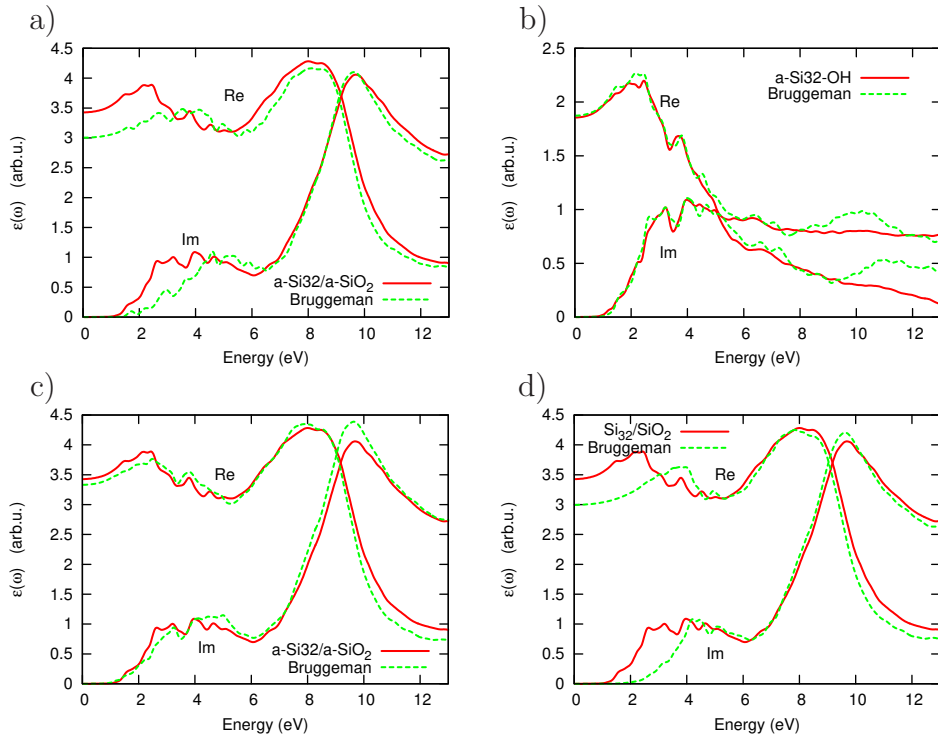 a)
4.5
4
3.5
3
2.5
2
1.5
1
0.5
0
Re
Im
a-Si32/a-SiO₂
Bruggeman
0 2 4 6 8 10 12
Energy (eV)
ε(ω) (arb.u.)
b)
2.5
2
1.5
1
0.5
0
a-Si32-OH
Bruggeman
Re
Im
0 2 4 6 8 10 12
Energy (eV)
ε(ω) (arb.u.)
c)
4.5
4
3.5
3
2.5
2
1.5
1
0.5
0
Re
Im
a-Si32/a-SiO₂
Bruggeman
0 2 4 6 8 10 12
Energy (eV)
ε(ω) (arb.u.)
d)
4.5
4
3.5
3
2.5
2
1.5
1
0.5
0
Si₃₂/SiO₂
Bruggeman
Re
Im
0 2 4 6 8 10 12
Energy (eV)
ε(ω) (arb.u.)